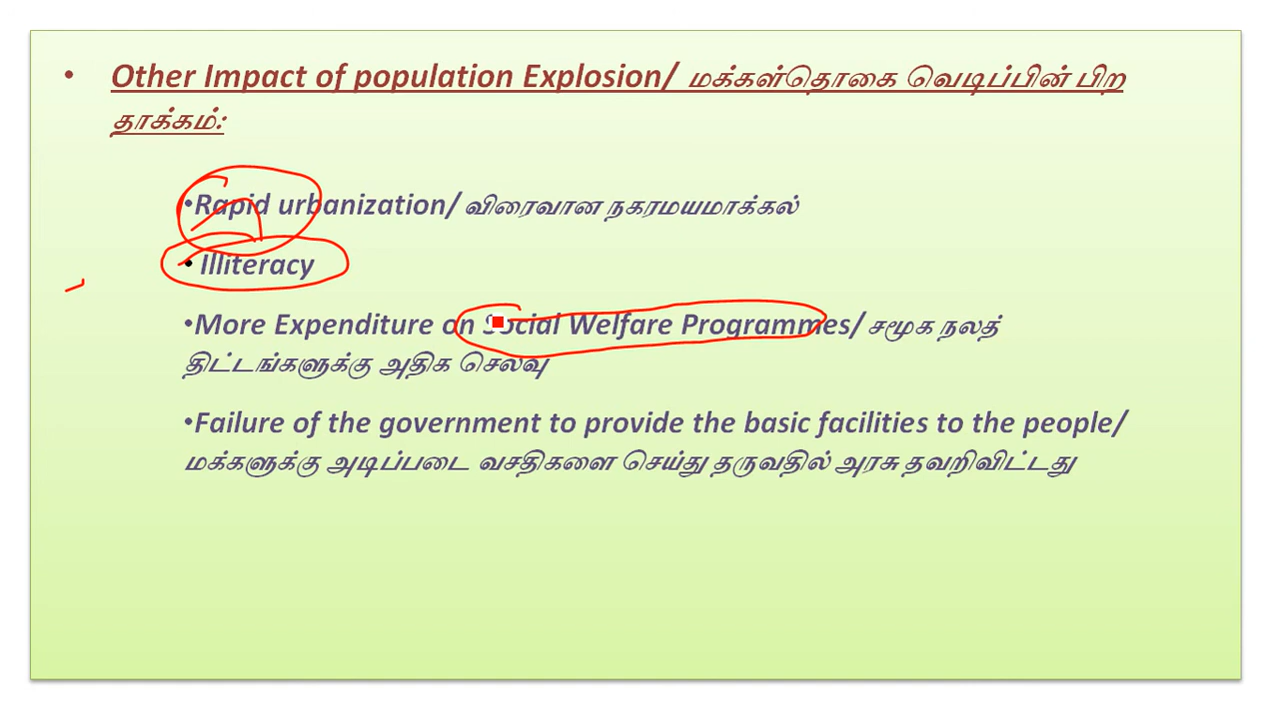 • Other Impact of population Explosion/ மக்கள்தொகை வெடிப்பின் பிற
தாக்கம்:
•Rapid urbanization/ விரைவான நகரமயமாக்கல்
• Illiteracy
•More Expenditure on Social Welfare Programmes/ சமூக நலத்
திட்டங்களுக்கு அதிக செலவு
•Failure of the government to provide the basic facilities to the people/
மக்களுக்கு அடிப்படை வசதிகளை செய்து தருவதில் அரசு தவறிவிட்டது